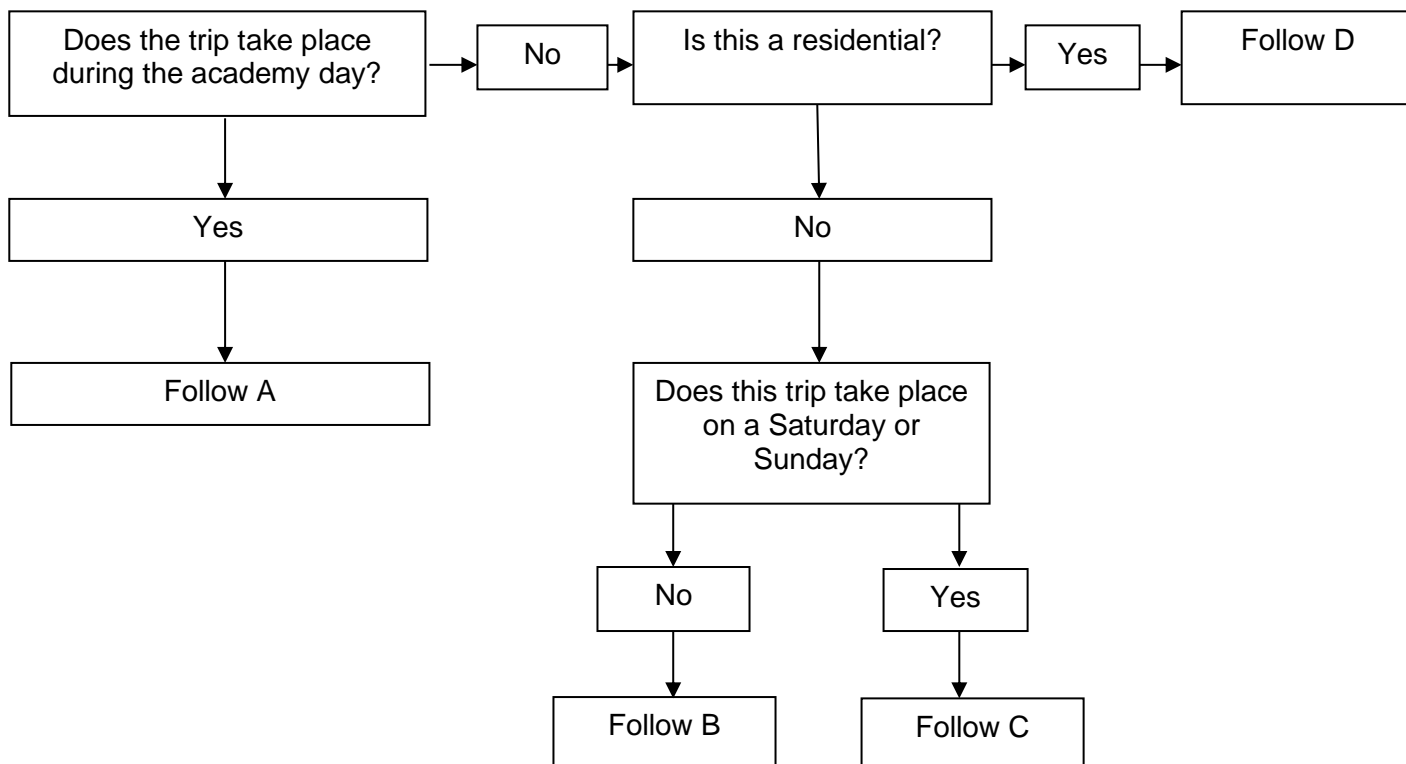 Does the trip take place
during the academy day?
No
Is this a residential?
Yes
Follow D
Yes
No
Follow A
Does this trip take place
on a Saturday or
Sunday?
No
Yes
Follow B
Follow C